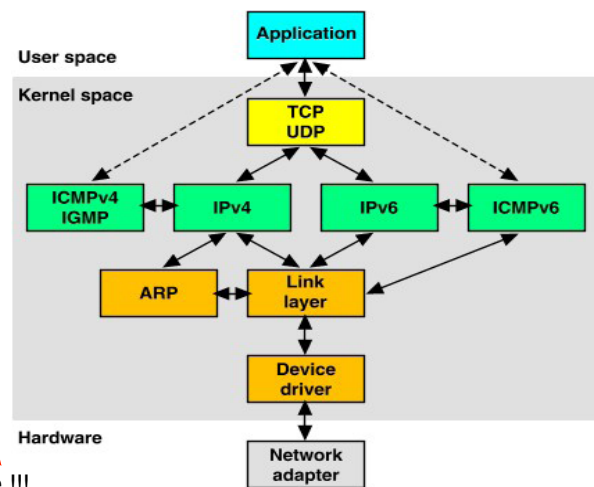 Application
User space
Kernel space
TCP
UDP
ICMPv4
IGMP
IPv4
IPv6
ICMPv6
ARP
Link
layer
Device
driver
Hardware
Network
adapter
!!!